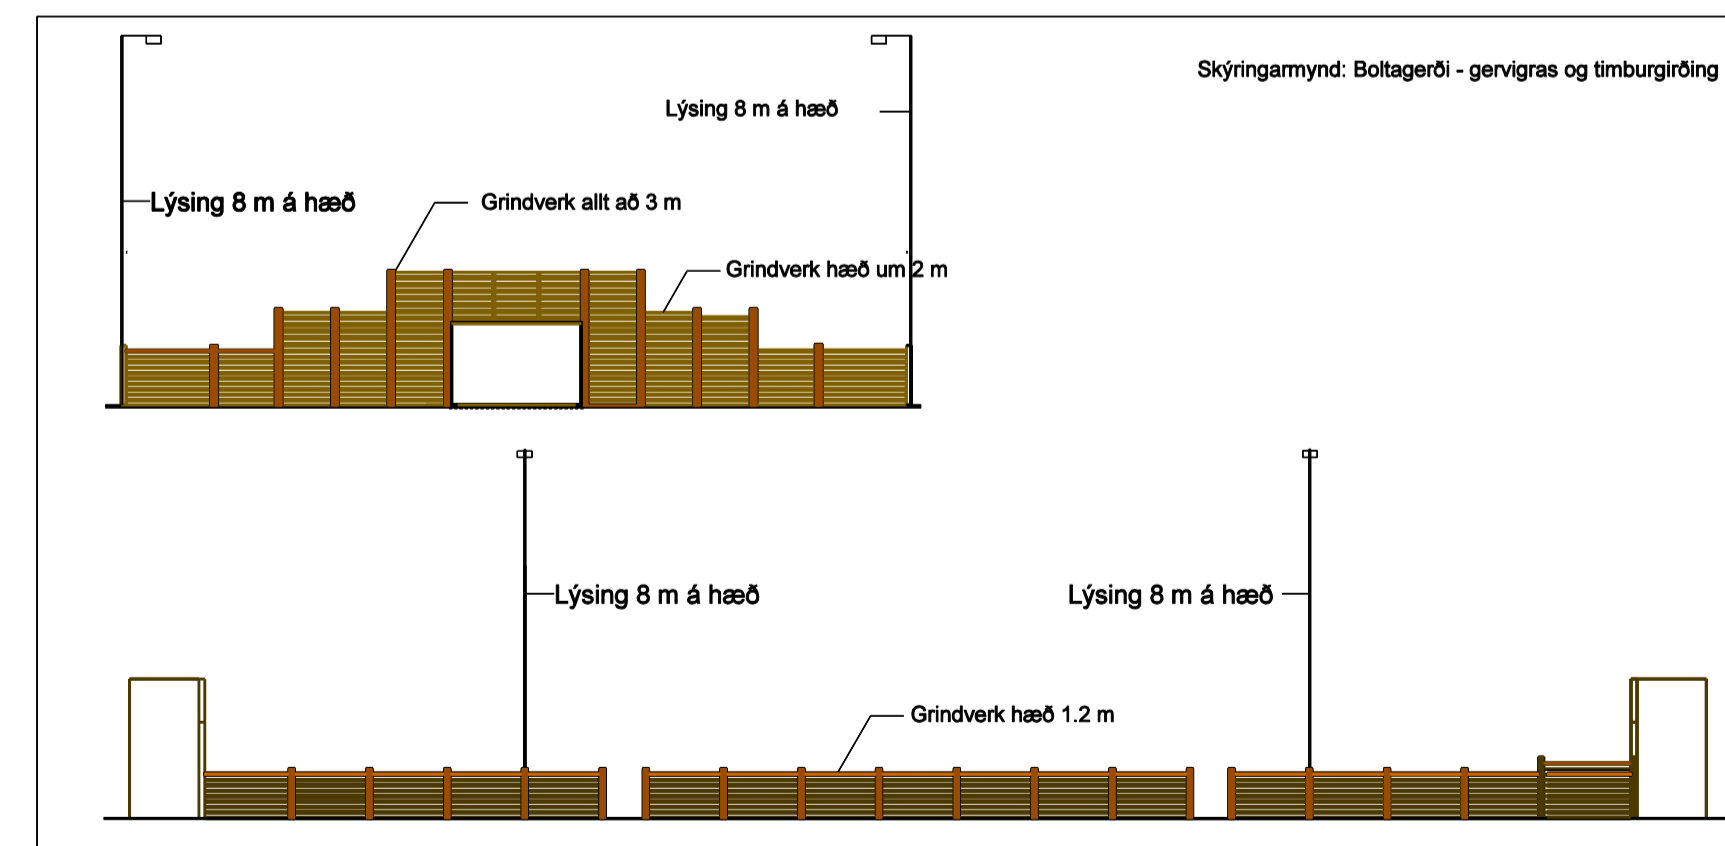 Skýringarmynd: Boltagerði - gervigras og timburgirðing
Lýsing 8 m á hæð
Lýsing 8 m á hæð
Grindverk allt að 3 m
Grindverk hæð um 2 m
Lýsing 8 m á hæð
Lýsing 8 m á hæð
Grindverk hæð 1.2 m